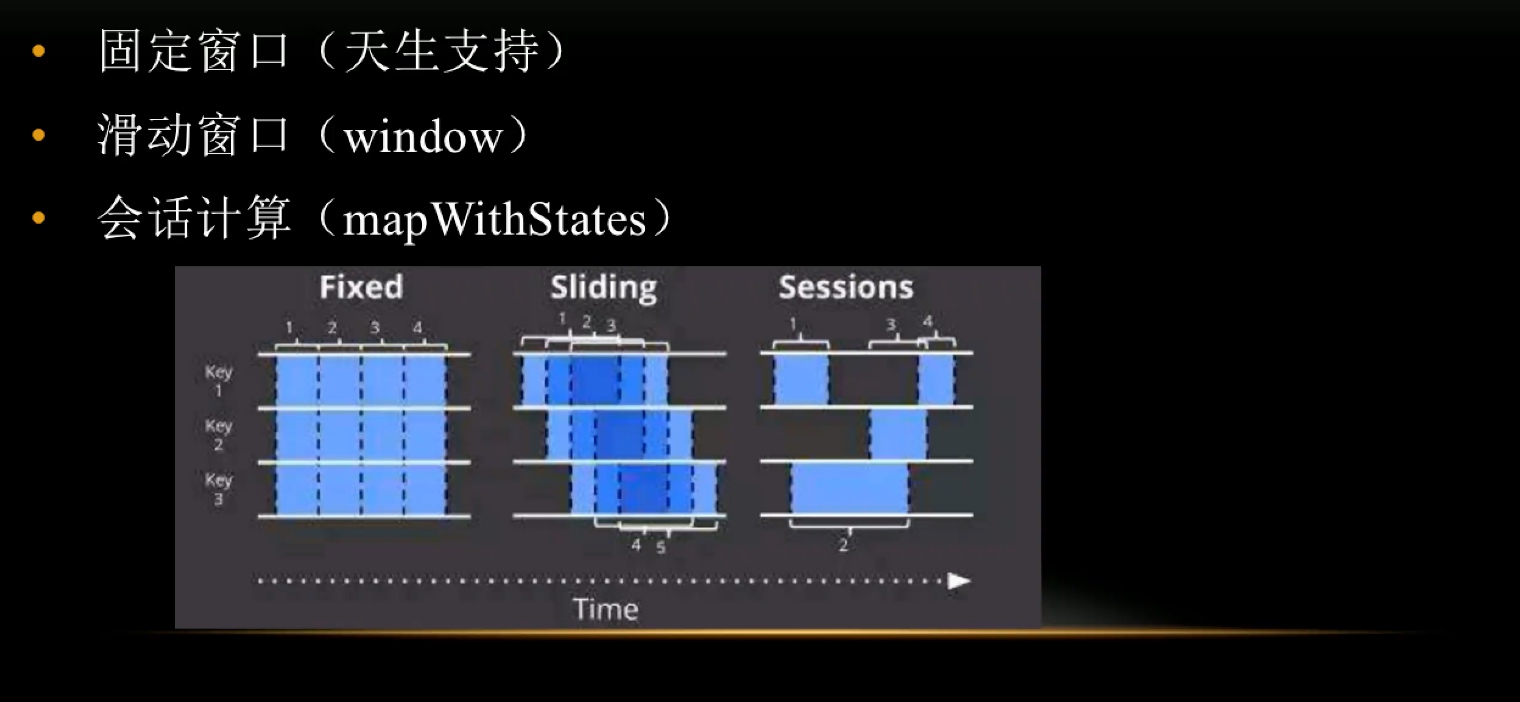 • 固定窗口（天生支持）
• 滑动窗口（window）
• 会话计算（mapWithStates）
Fixed Sliding Sessions
1 2 3 4 1 2 3 1 3 4
Key 1
Key 2
Key 3
4 5 2
Time